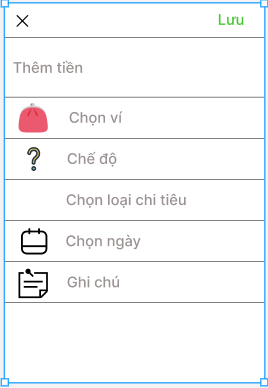 Lưu
Thêm tiền
Chọn ví
Chế độ
Chọn loại chi tiêu
Chọn ngày
Ghi chú